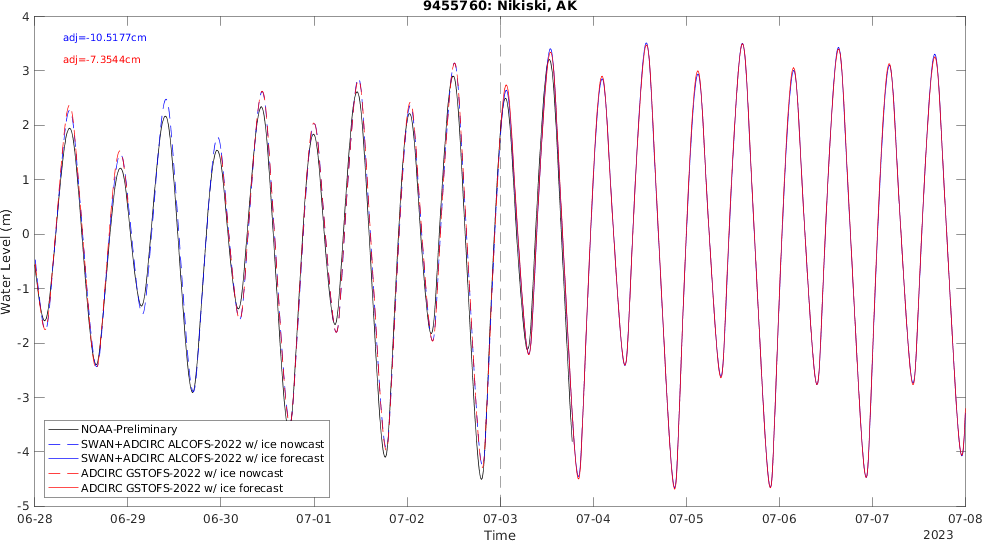 9455760: Nikiski, AK
adj=-10.5177cm
adj=-7.3544cm
4
3
2
1
0
-1
-2
-3
-4
-5
Water Level (m)
NOAA-Preliminary
SWAN+ADCIRC ALCOFS-2022 w/ ice nowcast
SWAN+ADCIRC ALCOFS-2022 w/ ice forecast
ADCIRC GSTOFS-2022 w/ ice nowcast
ADCIRC GSTOFS-2022 w/ ice forecast
06-28 06-29 06-30 07-01 07-02 07-03 07-04 07-05 07-06 07-07 07-08
Time
2023